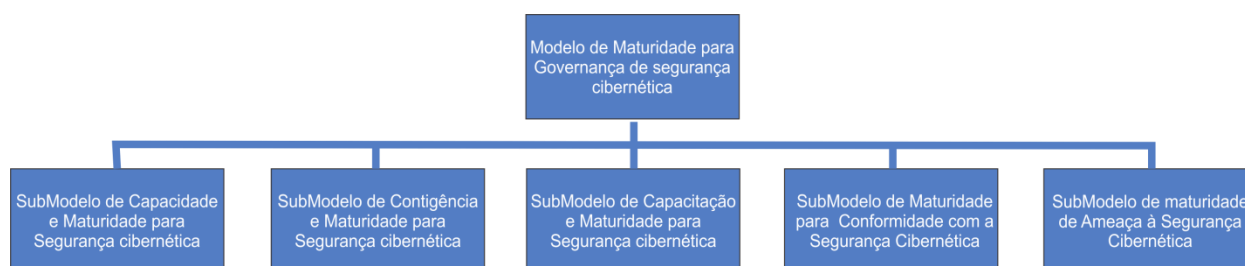 Modelo de Maturidade para
Governança de segurança
cibernética
SubModelo de Capacidade
e Maturidade para
Segurança cibernética
SubModelo de Contigência
e Maturidade para
Segurança cibernética
SubModelo de Capacitação
e Maturidade para
Segurança cibernética
SubModelo de Maturidade
para Conformidade com a
Segurança Cibernética
SubModelo de maturidade
de Ameaça à Segurança
Cibernética